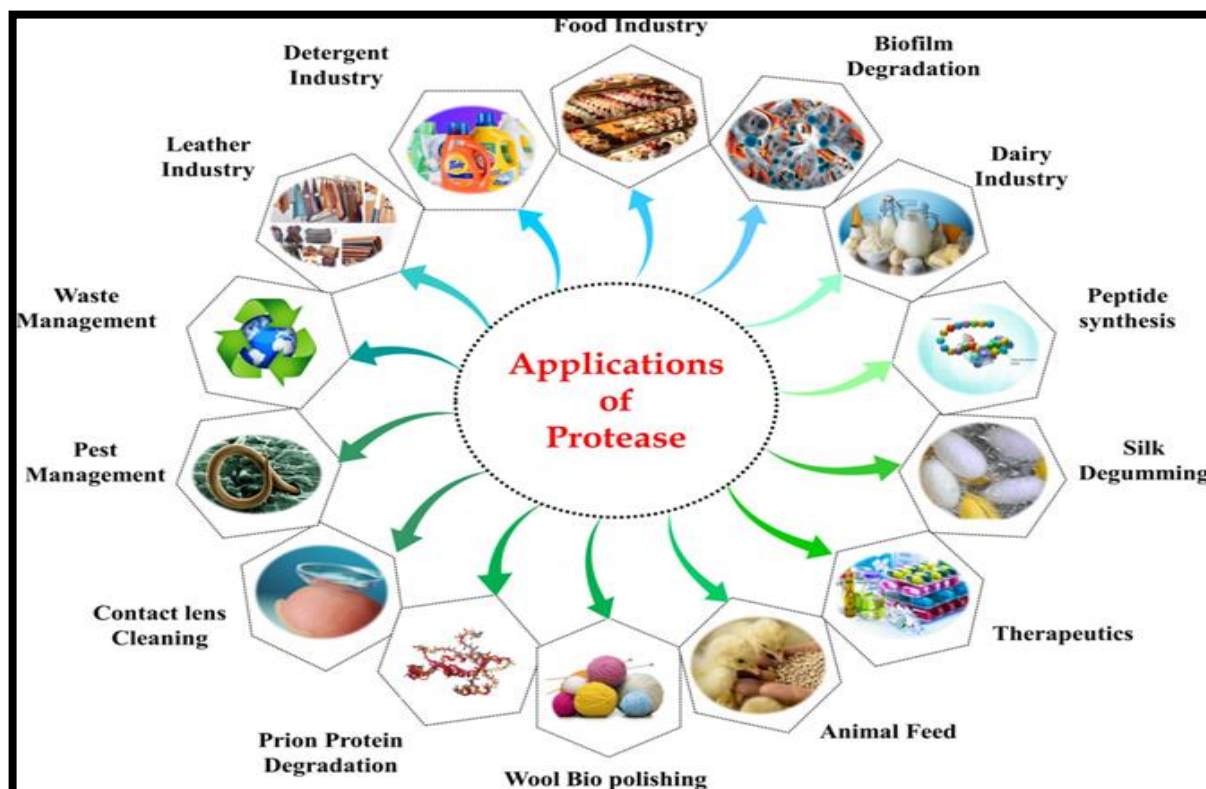 Food Industry
Detergent
Industry
Biofilm
Degradation
Leather
Industry
Dairy
Industry
Waste
Management
Peptide
synthesis
Applications
of
Protease
Pest
Management
Silk
Degumming
Contact lens
Cleaning
Therapeutics
Prion Protein
Degradation
Animal Feed
Wool Bio polishing
Tide